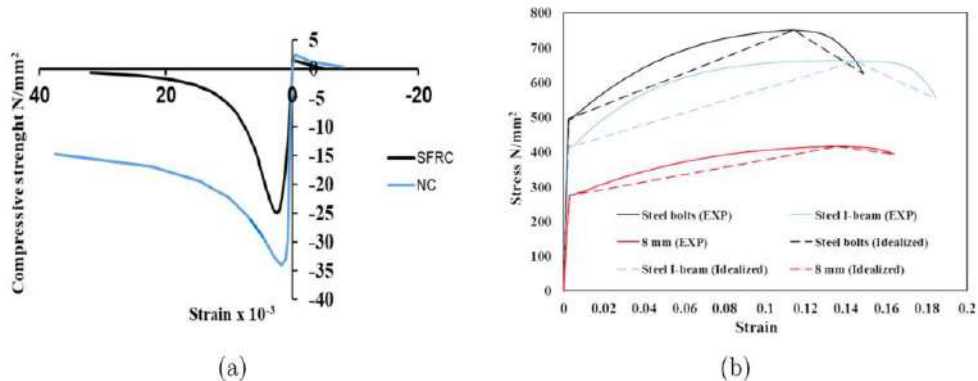 5
0
40
20
0
-20
-5
-10
-15
-20
-25
-30
-35
-40
Compressive strenght N/mm²
SFRC
NC
Strain x 10⁻³
(a)
800
700
600
500
400
300
200
100
0
Stress N/mm²
Steel bolts (EXP)
Steel I-beam (EXP)
8 mm (EXP)
Steel bolts (Idealized)
Steel I-beam (Idealized)
8 mm (Idealized)
0 0.02 0.04 0.06 0.08 0.1 0.12 0.14 0.16 0.18 0.2
Strain
(b)